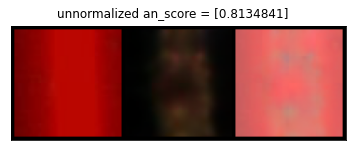 unnormalized an_score = [0.8134841]